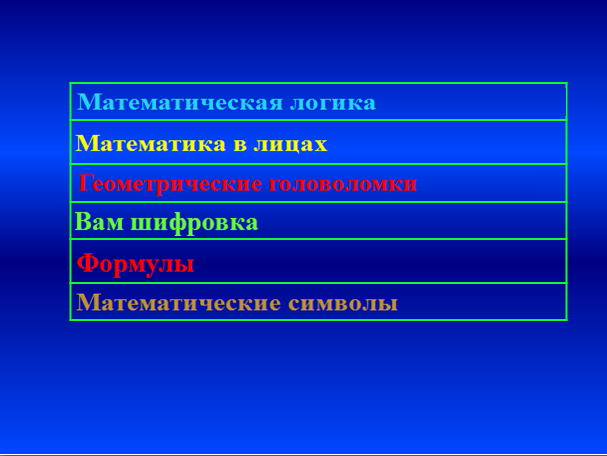 Математическая логика
Математика в лицах
Геометрические головоломки
Вам шифровка
Формулы
Математические символы